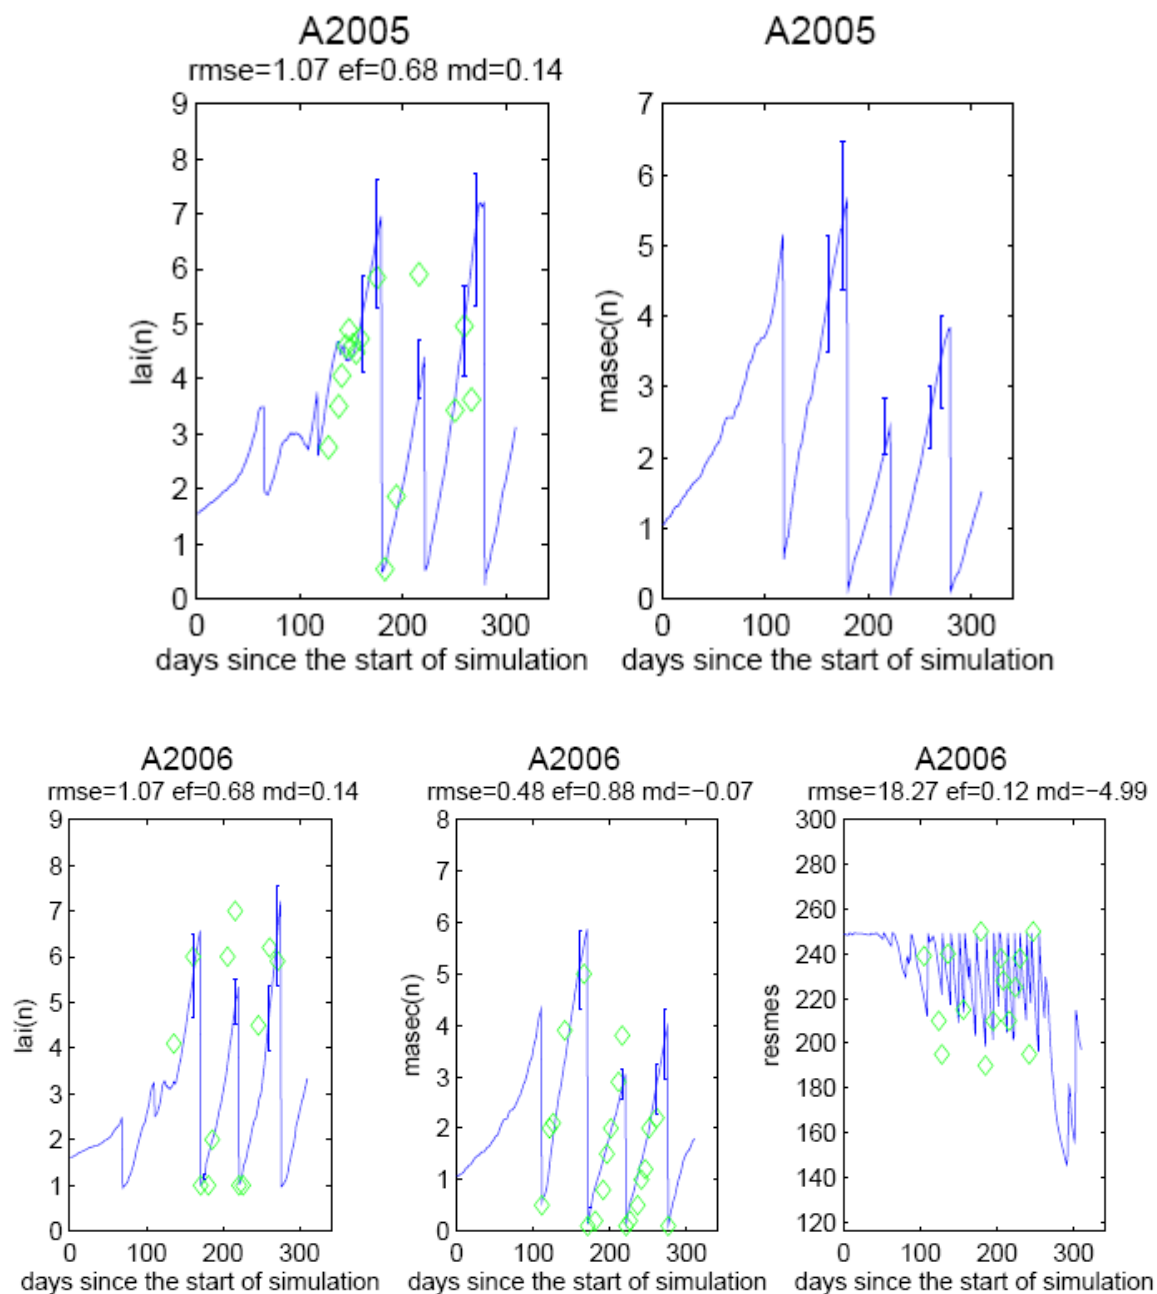 A2005
rmse=1.07 ef=0.68 md=0.14
9
8
7
6
5
4
3
2
1
0
lai(n)
0 100 200 300
days since the start of simulation
A2005
7
6
5
4
3
2
1
0
masec(n)
0 100 200 300
days since the start of simulation
A2006
rmse=1.07 ef=0.68 md=0.14
9
8
7
6
5
4
3
2
1
0
lai(n)
0 100 200 300
days since the start of simulation
A2006
rmse=0.48 ef=0.88 md=−0.07
8
7
6
5
4
3
2
1
0
masec(n)
0 100 200 300
days since the start of simulation
A2006
rmse=18.27 ef=0.12 md=−4.99
300
280
260
240
220
200
180
160
140
120
resmes
0 100 200 300
days since the start of simulation